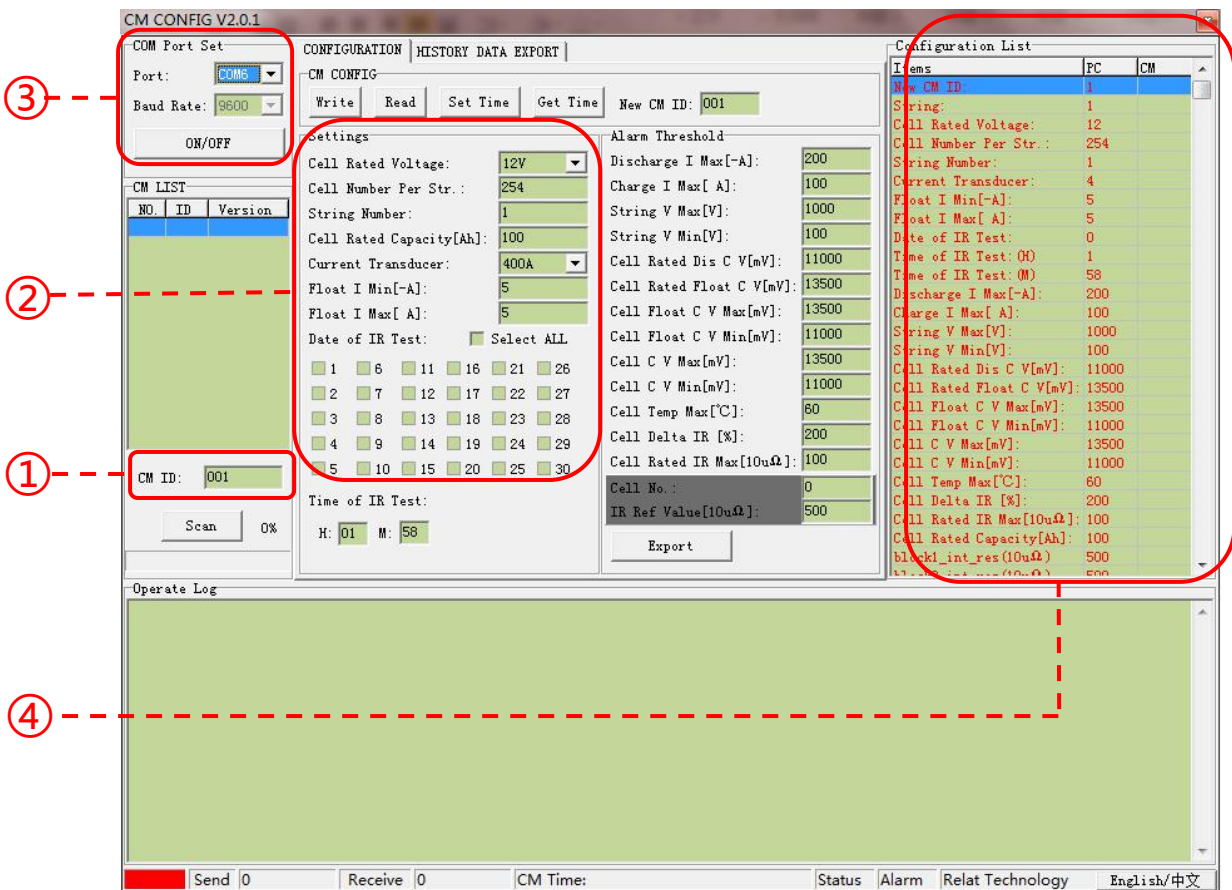 CM CONFIG V2.0.1
COM Port Set
Port: COM6
Baud Rate: 9600
ON/OFF
CM LIST
NO. ID Version
CM ID: 001
Scan 0%
CONFIGURATION HISTORY DATA EXPORT
CM CONFIG
Write Read Set Time Get Time New CM ID: 001
Settings
Cell Rated Voltage: 12V
Cell Number Per Str.: 254
String Number: 1
Cell Rated Capacity[Ah]: 100
Current Transducer: 400A
Float I Min[-A]: 5
Float I Max[ A]: 5
Date of IR Test: Select ALL
1 6 11 16 21 26
2 7 12 17 22 27
3 8 13 18 23 28
4 9 14 19 24 29
5 10 15 20 25 30
Time of IR Test:
H: 01 M: 58
Alarm Threshold
Discharge I Max[-A]: 200
Charge I Max[ A]: 100
String V Max[V]: 1000
String V Min[V]: 100
Cell Rated Dis C V[mV]: 11000
Cell Rated Float C V[mV]: 13500
Cell Float C V Max[mV]: 13500
Cell Float C V Min[mV]: 11000
Cell C V Max[mV]: 13500
Cell C V Min[mV]: 11000
Cell Temp Max[℃]: 60
Cell Delta IR [%]: 200
Cell Rated IR Max[10uΩ]: 100
Cell No.: 0
IR Ref Value[10uΩ]: 500
Export
Configuration List
Items PC CM
New CM ID: 1
String: 1
Cell Rated Voltage: 12
Cell Number Per Str.: 254
String Number: 1
Current Transducer: 4
Float I Min[-A]: 5
Float I Max[ A]: 5
Date of IR Test: 0
Time of IR Test:(H) 1
Time of IR Test:(M) 58
Discharge I Max[-A]: 200
Charge I Max[ A]: 100
String V Max[V]: 1000
String V Min[V]: 100
Cell Rated Dis C V[mV]: 11000
Cell Rated Float C V[mV]: 13500
Cell Float C V Max[mV]: 13500
Cell Float C V Min[mV]: 11000
Cell C V Max[mV]: 13500
Cell C V Min[mV]: 11000
Cell Temp Max[℃]: 60
Cell Delta IR [%]: 200
Cell Rated IR Max[10uΩ]: 100
Cell Rated Capacity[Ah]: 100
block1_int_res(10uΩ) 500
③
②
①
④
Operate Log
Send 0 Receive 0 CM Time: Status Alarm Relat Technology English/中文